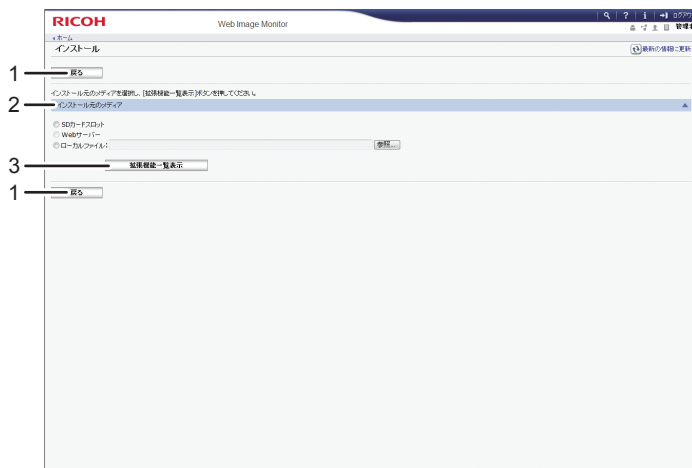 RICOH
Web Image Monitor
?
i
ホーム
インストール
最新の情報に更新
1
戻る
インストール元のメディアを選択し、[拡張機能一覧表示]ボタンを押してください。
2
インストール元のメディア
SDカードスロット
Webサーバー
ローカルファイル:
参照...
3
拡張機能一覧表示
1
戻る